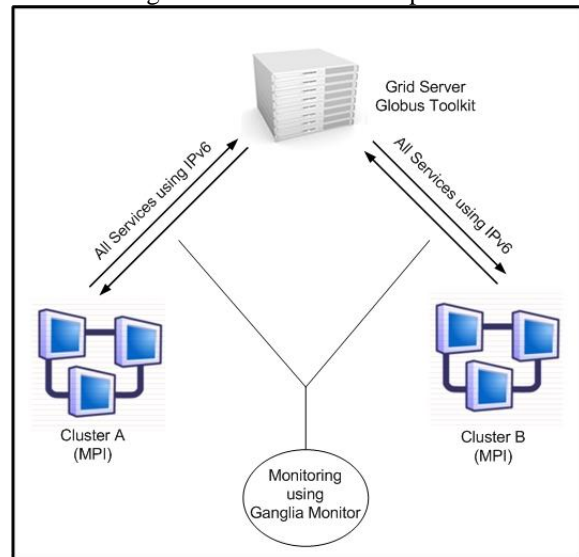 Grid Server
Globus Toolkit
All Services using IPv6
All Services using IPv6
Cluster A
(MPI)
Cluster B
(MPI)
Monitoring
using
Ganglia Monitor